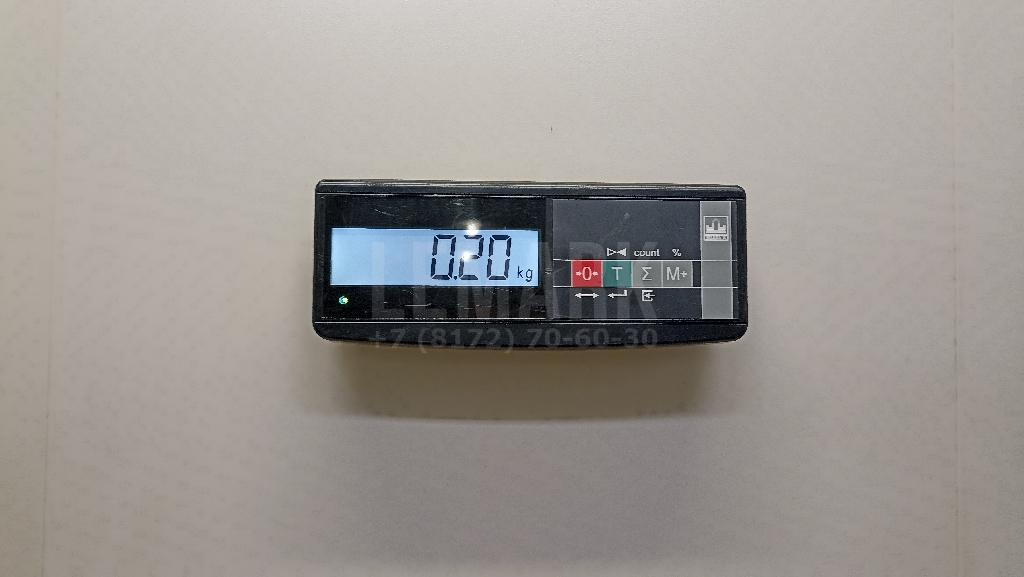 0.20 kg
count %
→0← T Σ M+
LEMARK
+7 (8172) 70-60-30